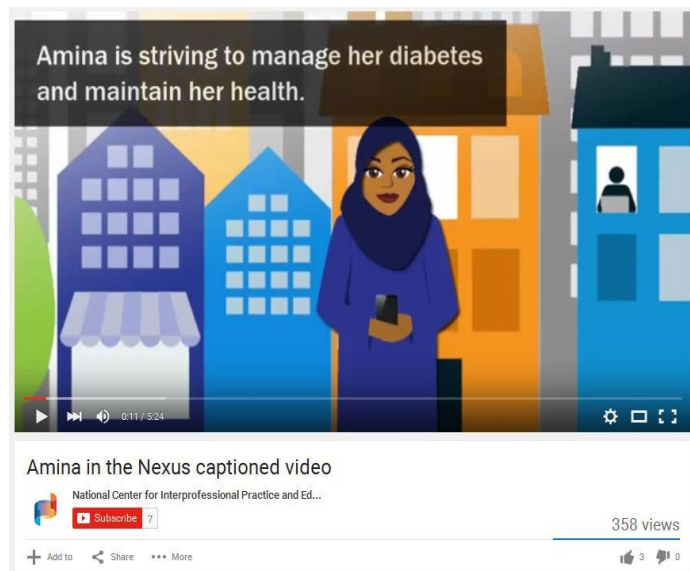 Amina is striving to manage her diabetes
and maintain her health.
0:11 / 5:24
Amina in the Nexus captioned video
National Center for Interprofessional Practice and Ed...
Subscribe 7
358 views
Add to Share More 3 0